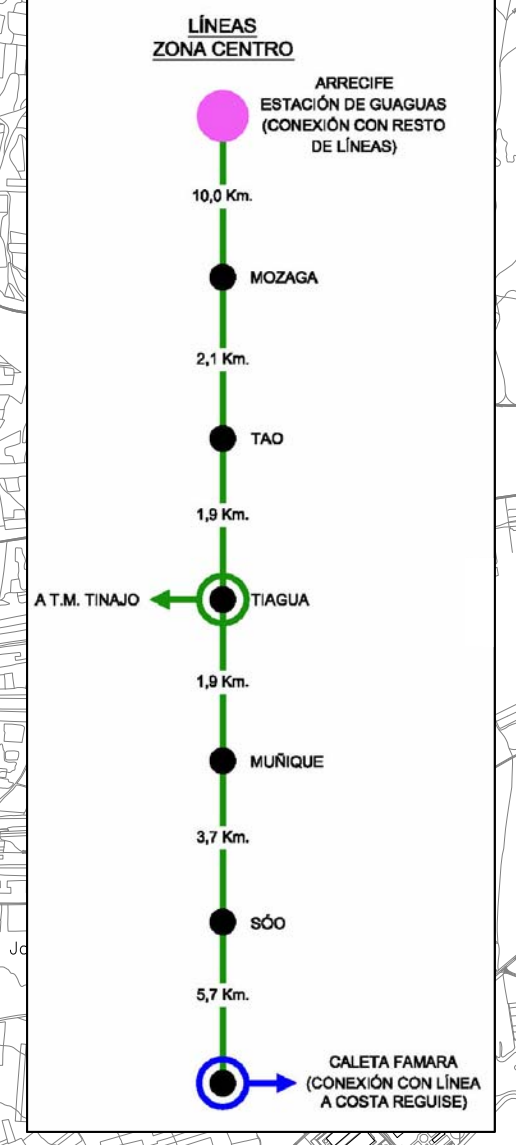 LÍNEAS
ZONA CENTRO
ARRECIFE
ESTACIÓN DE GUAGUAS
(CONEXIÓN CON RESTO
DE LÍNEAS)
10,0 Km.
MOZAGA
2,1 Km.
TAO
1,9 Km.
A T.M. TINAJO
TIAGUA
1,9 Km.
MUÑIQUE
3,7 Km.
SÓO
5,7 Km.
CALETA FAMARA
(CONEXIÓN CON LÍNEA
A COSTA REGUISE)